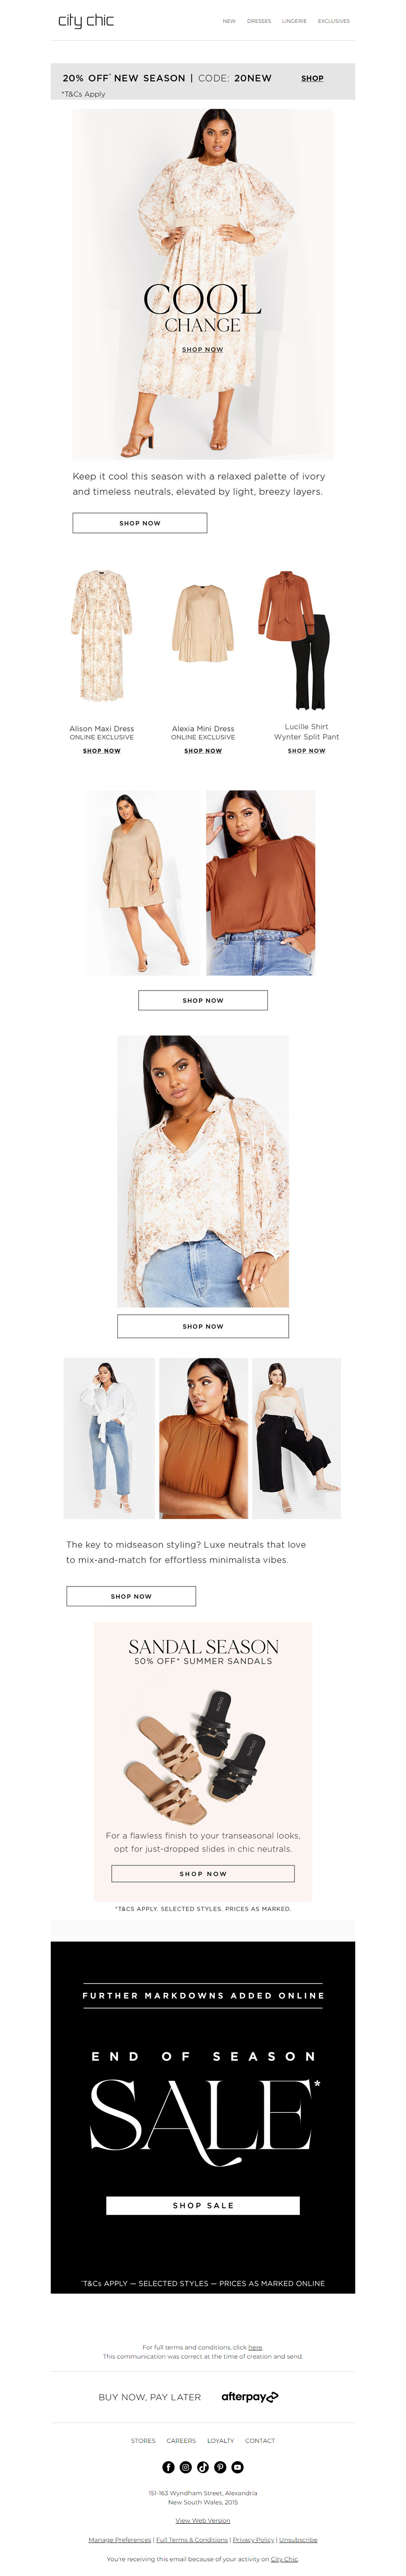 city chic
NEW DRESSES LINGERIE EXCLUSIVES
20% OFF* NEW SEASON | CODE: 20NEW SHOP
*T&Cs Apply
COOL
CHANGE
SHOP NOW
Keep it cool this season with a relaxed palette of ivory
and timeless neutrals, elevated by light, breezy layers.
SHOP NOW
Alison Maxi Dress
ONLINE EXCLUSIVE
SHOP NOW
Alexia Mini Dress
ONLINE EXCLUSIVE
SHOP NOW
Lucille Shirt
Wynter Split Pant
SHOP NOW
SHOP NOW
SHOP NOW
The key to midseason styling? Luxe neutrals that love
to mix-and-match for effortless minimalista vibes.
SHOP NOW
SANDAL SEASON
50% OFF* SUMMER SANDALS
For a flawless finish to your transeasonal looks,
opt for just-dropped slides in chic neutrals.
SHOP NOW
*T&CS APPLY. SELECTED STYLES. PRICES AS MARKED.
FURTHER MARKDOWNS ADDED ONLINE
END OF SEASON
SALE*
SHOP SALE
*T&Cs APPLY — SELECTED STYLES — PRICES AS MARKED ONLINE
For full terms and conditions, click here.
This communication was correct at the time of creation and send.
BUY NOW, PAY LATER afterpay
STORES CAREERS LOYALTY CONTACT
151-163 Wyndham Street, Alexandria
New South Wales, 2015
View Web Version
Manage Preferences | Full Terms & Conditions | Privacy Policy | Unsubscribe
You're receiving this email because of your activity on City Chic.